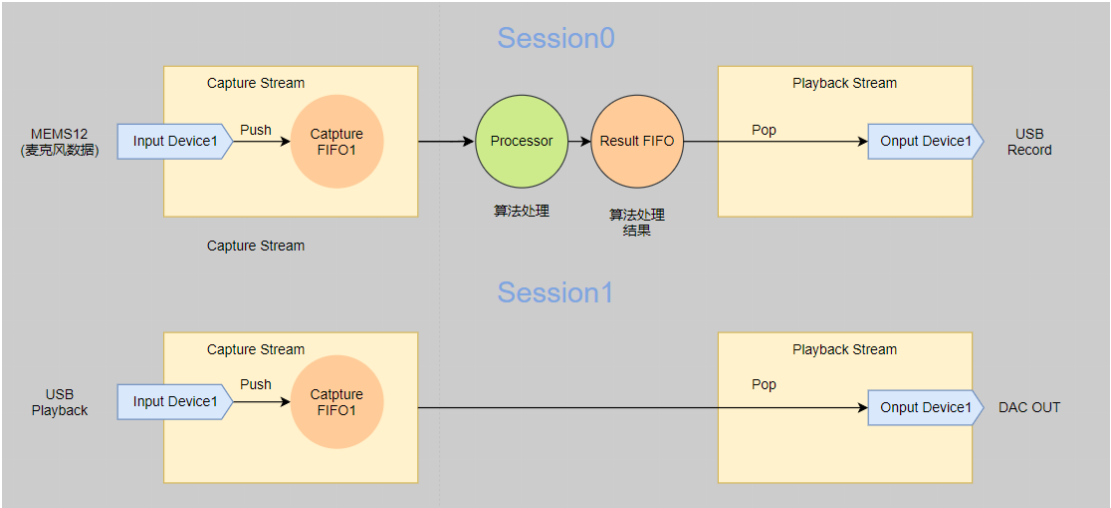 Session0
Capture Stream
Playback Stream
MEMS12
(麦克风数据)
Input Device1
Push
Catpture
FIFO1
Processor
Result FIFO
Pop
Onput Device1
USB
Record
算法处理
算法处理
结果
Capture Stream
Session1
Capture Stream
Playback Stream
USB
Playback
Input Device1
Push
Catpture
FIFO1
Pop
Onput Device1
DAC OUT